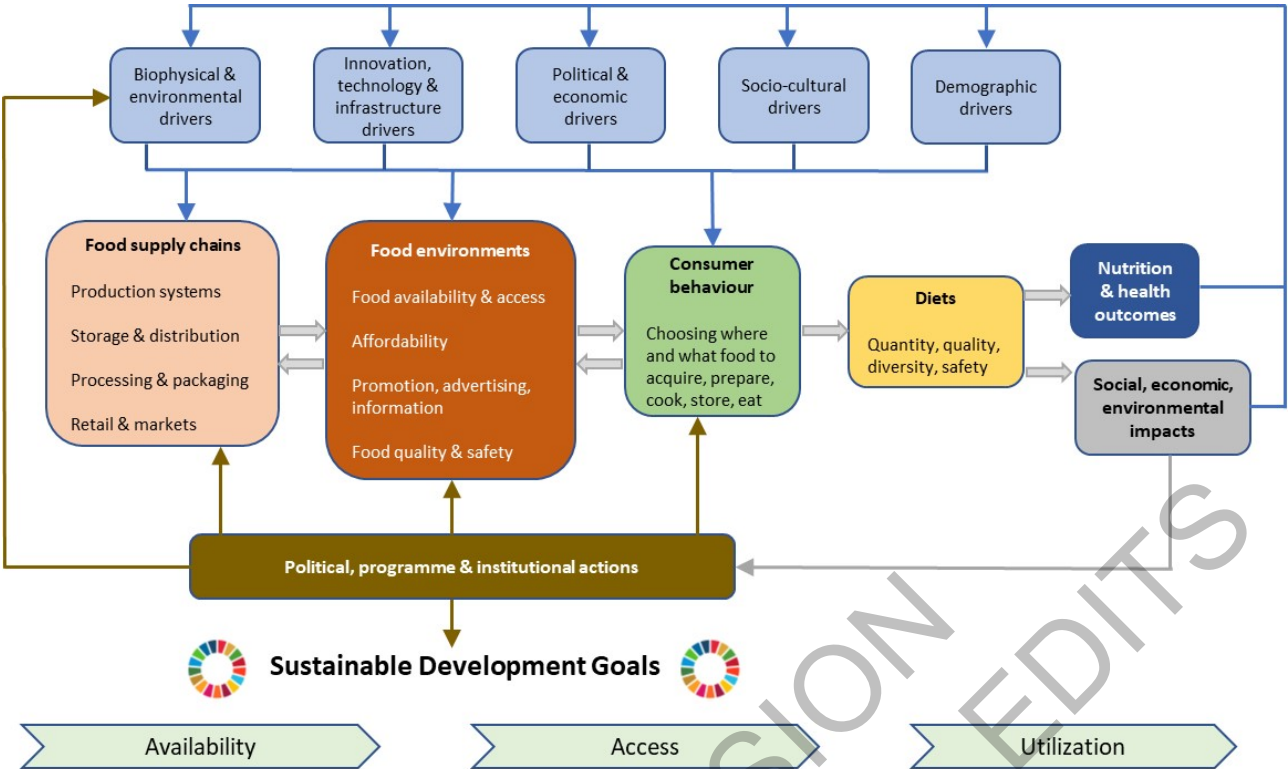 Biophysical &
environmental
drivers
Innovation,
technology &
infrastructure
drivers
Political &
economic
drivers
Socio-cultural
drivers
Demographic
drivers
Food supply chains
Production systems
Storage & distribution
Processing & packaging
Retail & markets
Food environments
Food availability & access
Affordability
Promotion, advertising,
information
Food quality & safety
Consumer
behaviour
Choosing where
and what food to
acquire, prepare,
cook, store, eat
Diets
Quantity, quality,
diversity, safety
Nutrition
& health
outcomes
Social, economic,
environmental
impacts
Political, programme & institutional actions
Sustainable Development Goals
Availability
Access
Utilization
SION
EDITS